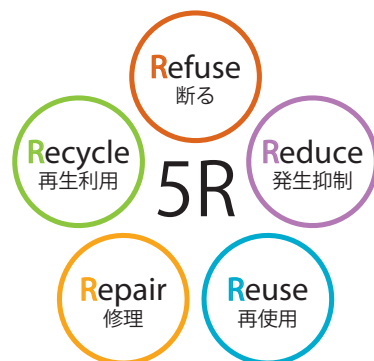 Refuse
断る
Reduce
発生抑制
Reuse
再使用
Repair
修理
Recycle
再生利用
5R